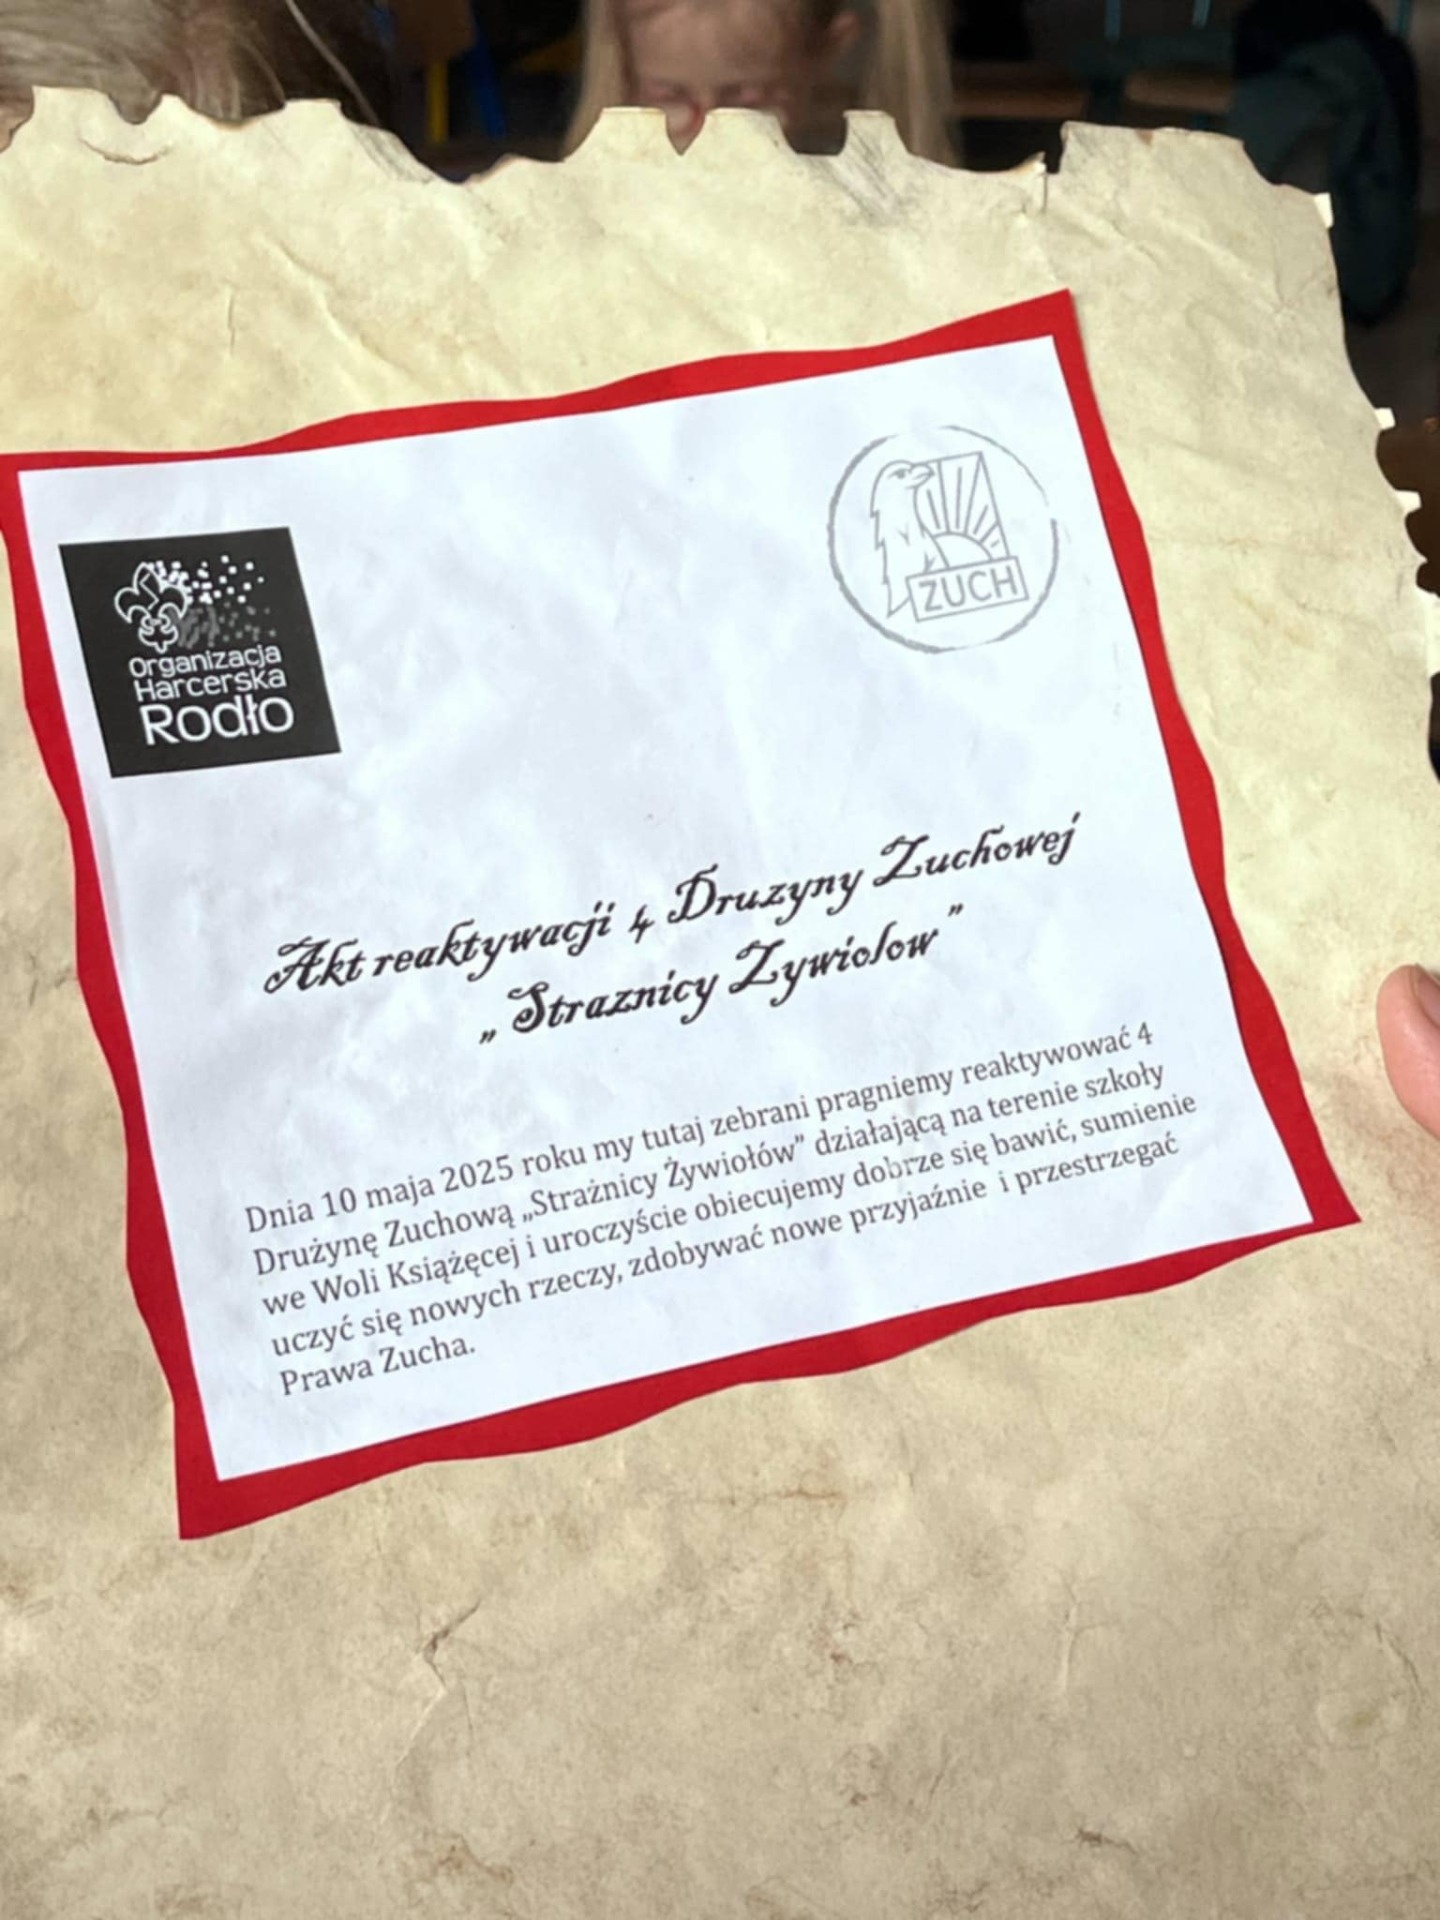 ZUCH
Organizacja
Harcerska
Rodło
Akt reaktywacji 4 Druzyny Zuchowej
„Straznicy Zywiolow”
Dnia 10 maja 2025 roku my tutaj zebrani pragniemy reaktywować 4
Drużynę Zuchową „Strażnicy Żywiołów” działającą na terenie szkoły
we Woli Książęcej i uroczyście obiecujemy dobrze się bawić, sumienie
uczyć się nowych rzeczy, zdobywać nowe przyjaźnie i przestrzegać
Prawa Zucha.